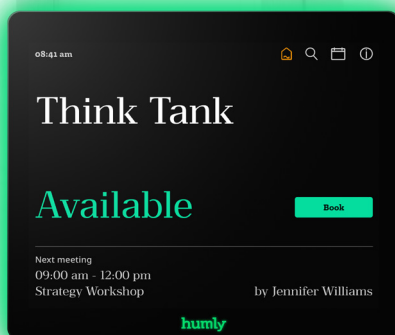 08:41 am
Think Tank
Available
Book
Next meeting
09:00 am - 12:00 pm
Strategy Workshop
by Jennifer Williams
humly